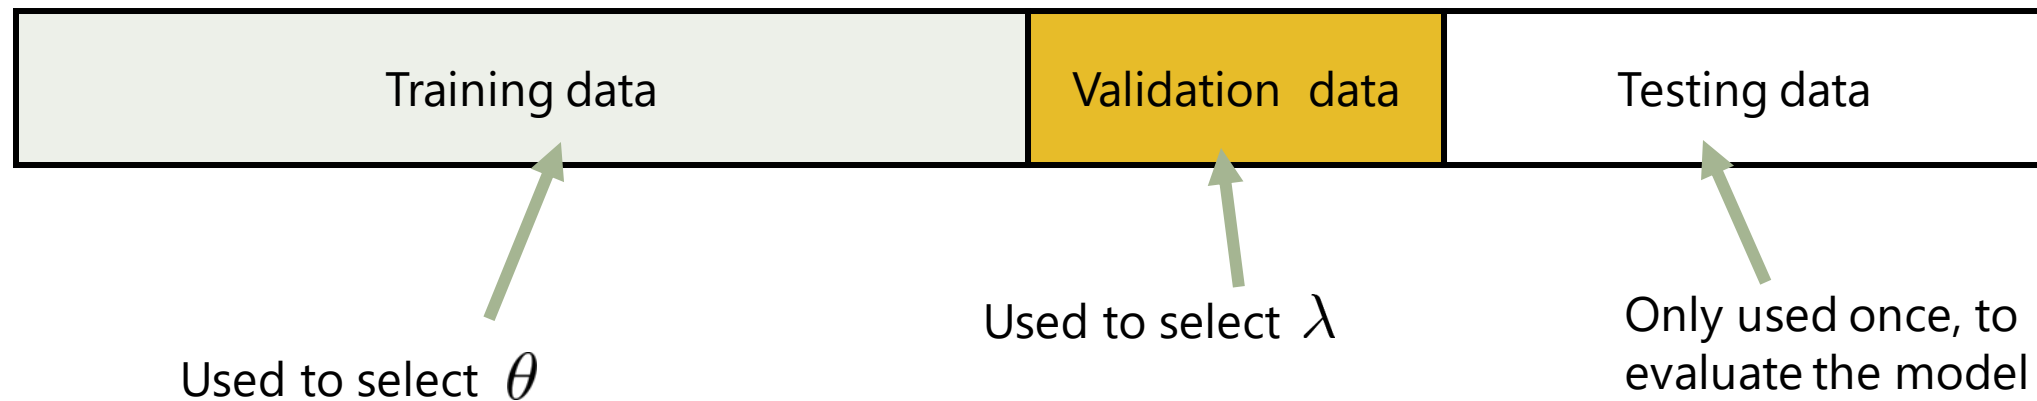 Training data
Validation data
Testing data
Used to select θ
Used to select λ
Only used once, to
evaluate the model